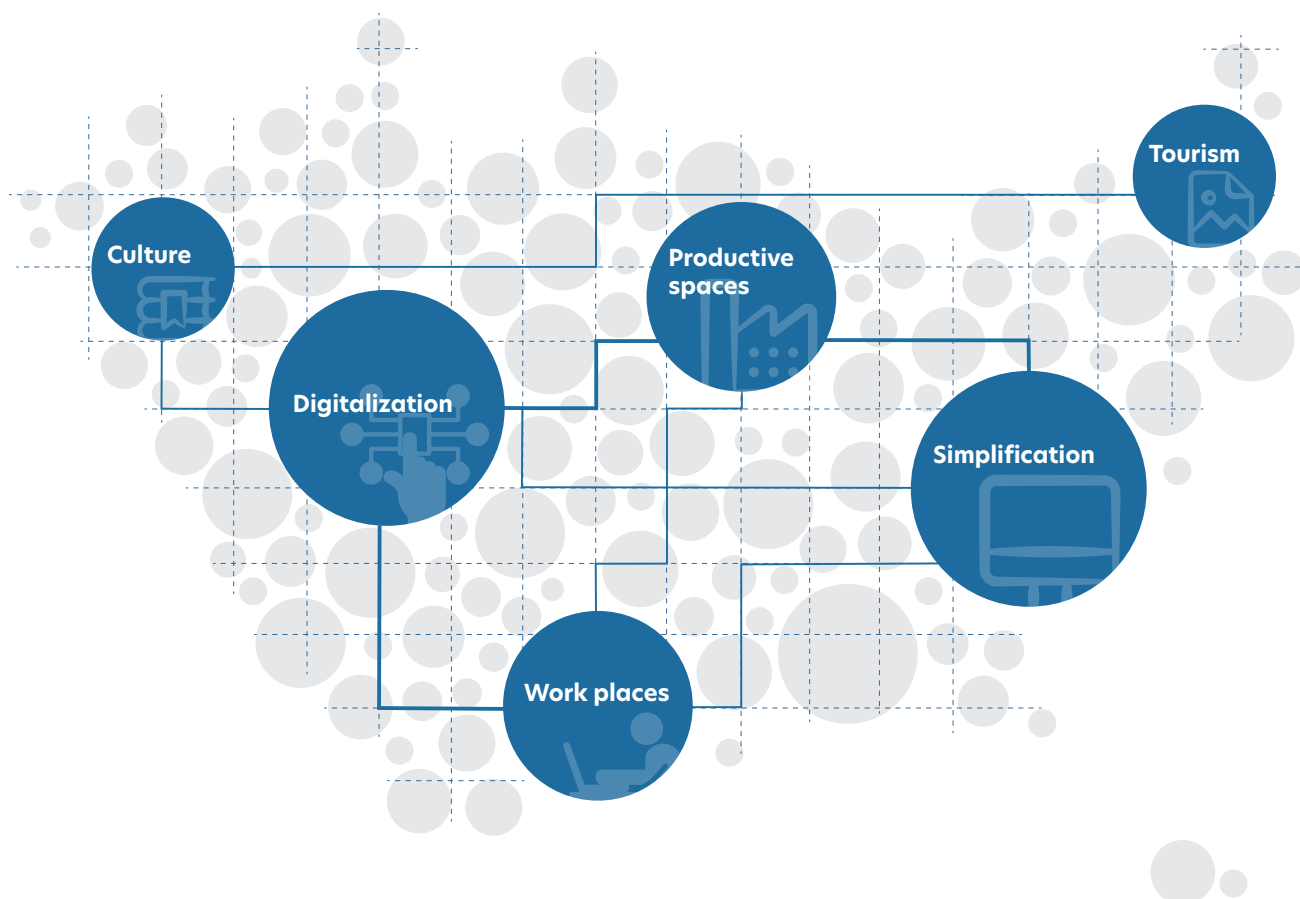 Tourism
Culture
Productive
spaces
Digitalization
Simplification
Work places